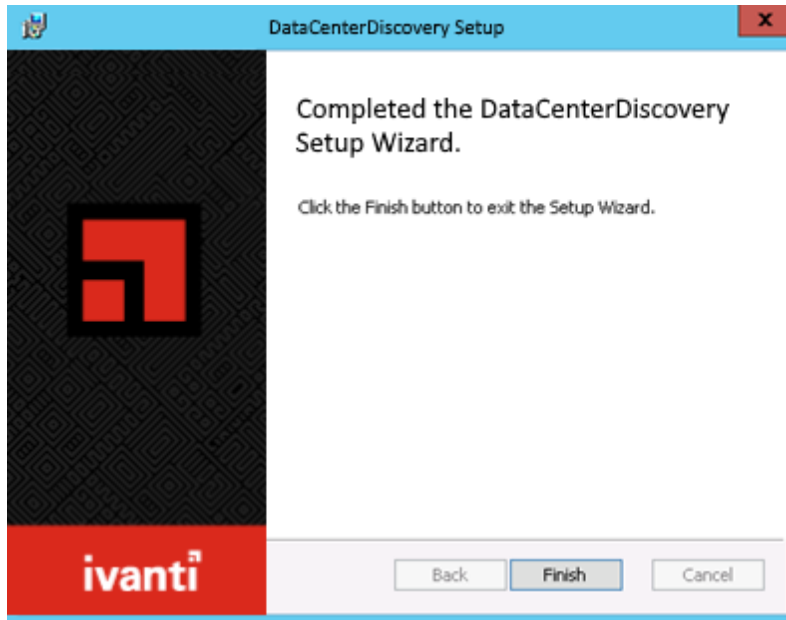 DataCenterDiscovery Setup
x
Completed the DataCenterDiscovery
Setup Wizard.
Click the Finish button to exit the Setup Wizard.
ivanti
Back
Finish
Cancel